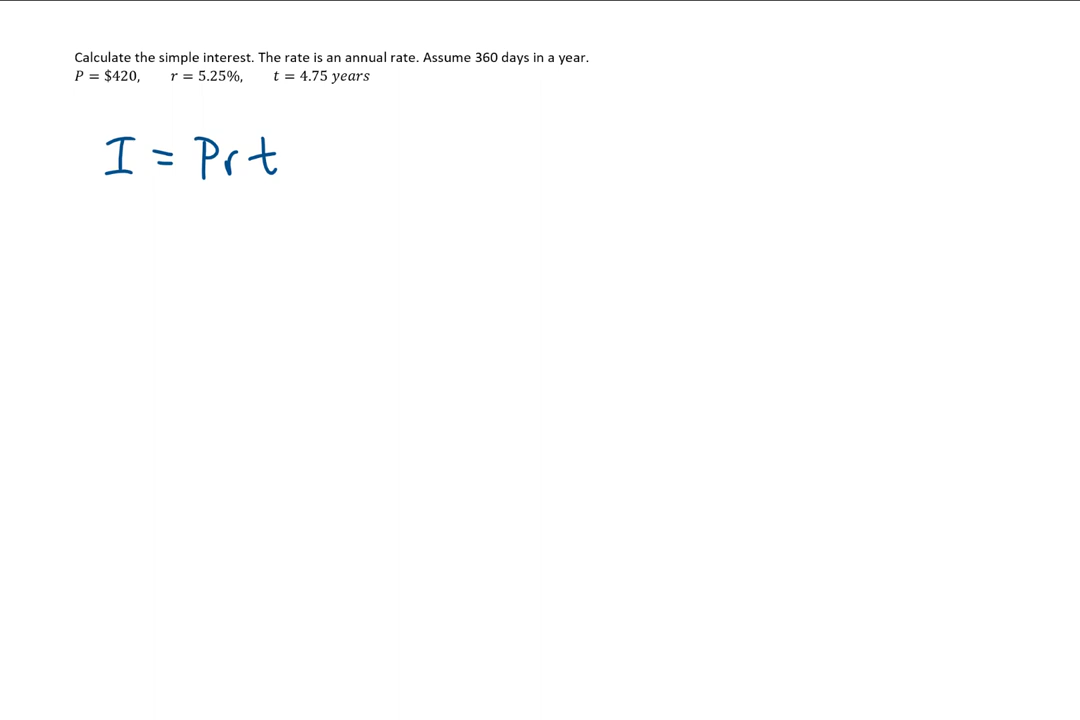 Calculate the simple interest. The rate is an annual rate. Assume 360 days in a year.
P = $420, r = 5.25%, t = 4.75 years
I = Prt